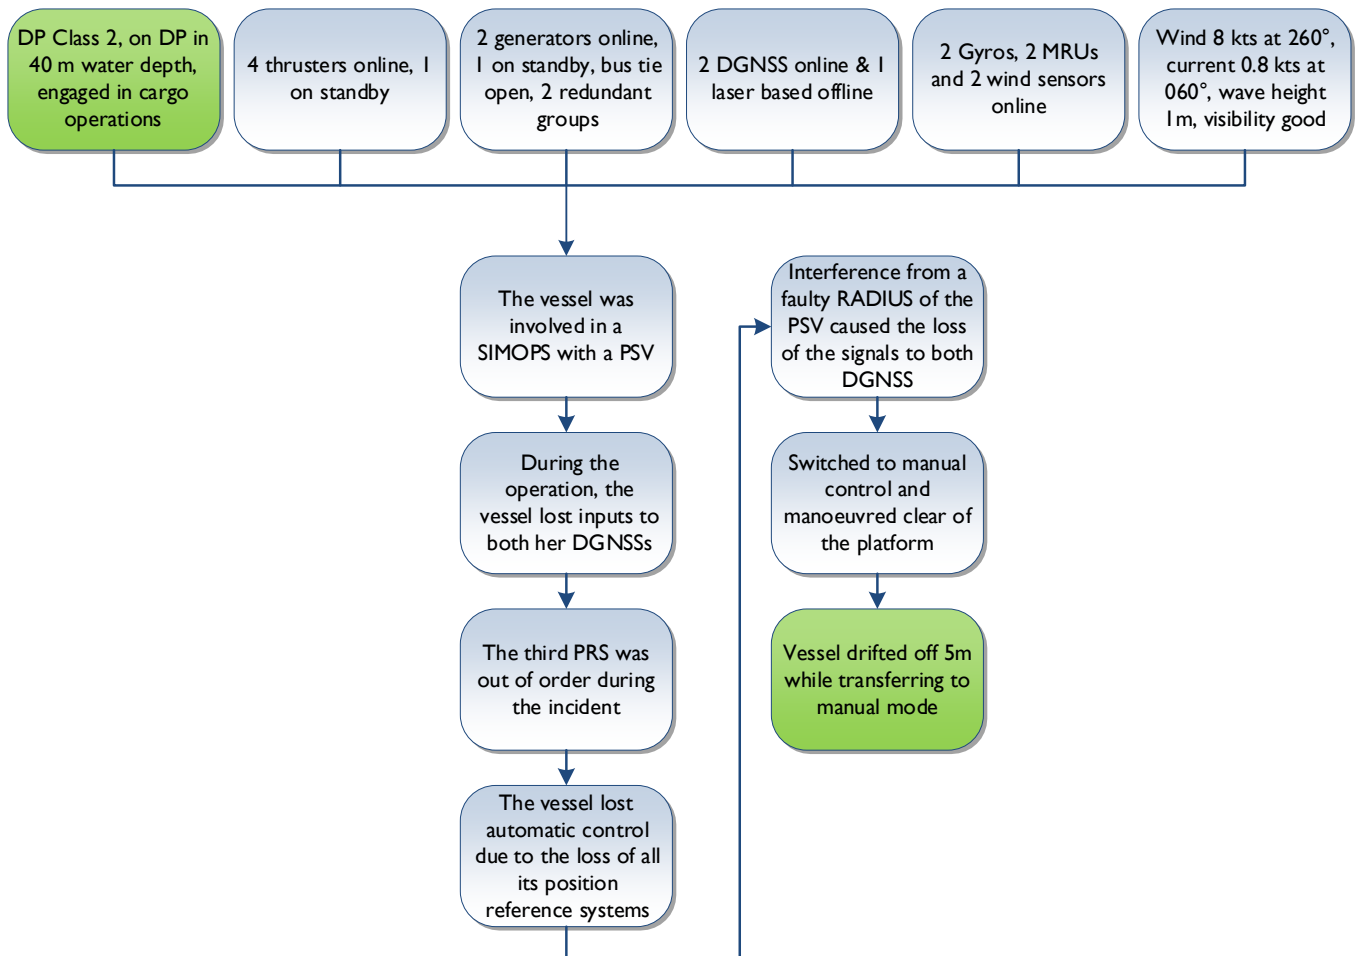 DP Class 2, on DP in
40 m water depth,
engaged in cargo
operations
4 thrusters online, 1
on standby
2 generators online,
1 on standby, bus tie
open, 2 redundant
groups
2 DGNSS online & 1
laser based offline
2 Gyros, 2 MRUs
and 2 wind sensors
online
Wind 8 kts at 260°,
current 0.8 kts at
060°, wave height
1m, visibility good
The vessel was
involved in a
SIMOPS with a PSV
During the
operation, the
vessel lost inputs to
both her DGNSSs
The third PRS was
out of order during
the incident
The vessel lost
automatic control
due to the loss of all
its position
reference systems
Interference from a
faulty RADIUS of the
PSV caused the loss
of the signals to both
DGNSS
Switched to manual
control and
manoeuvred clear of
the platform
Vessel drifted off 5m
while transferring to
manual mode